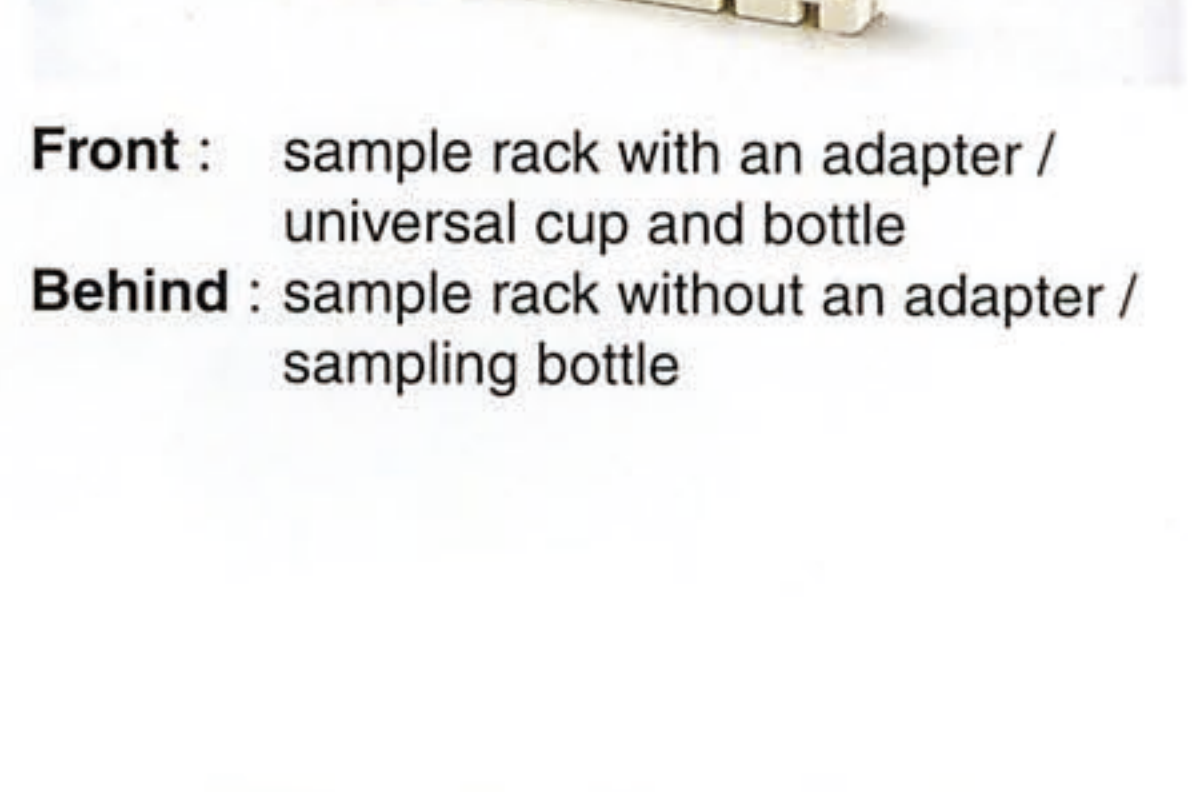 Front : sample rack with an adapter /
universal cup and bottle
Behind : sample rack without an adapter /
sampling bottle